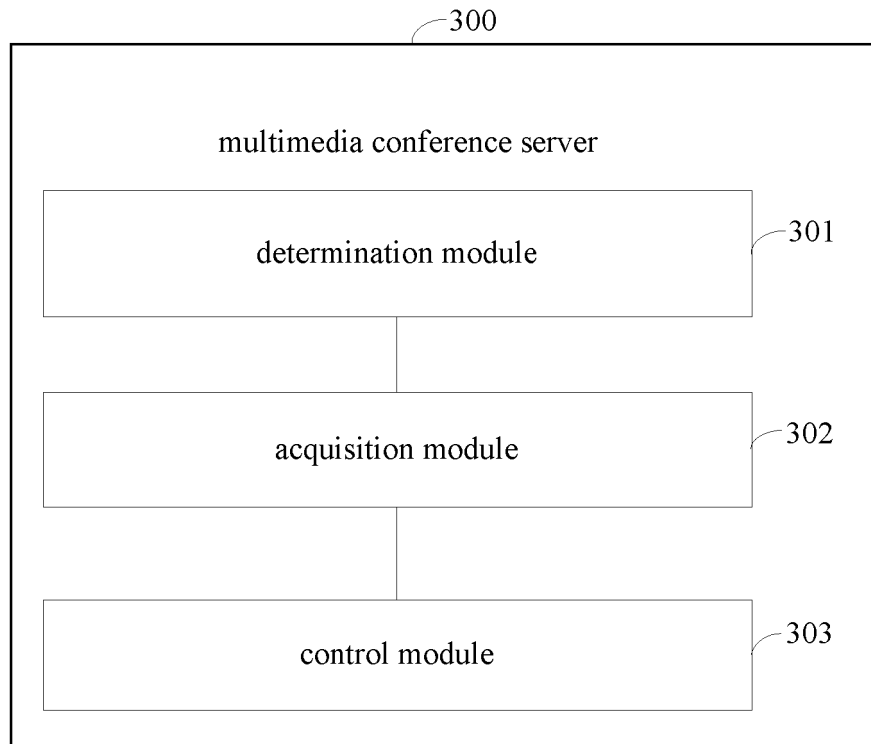 300
multimedia conference server
determination module
301
acquisition module
302
control module
303